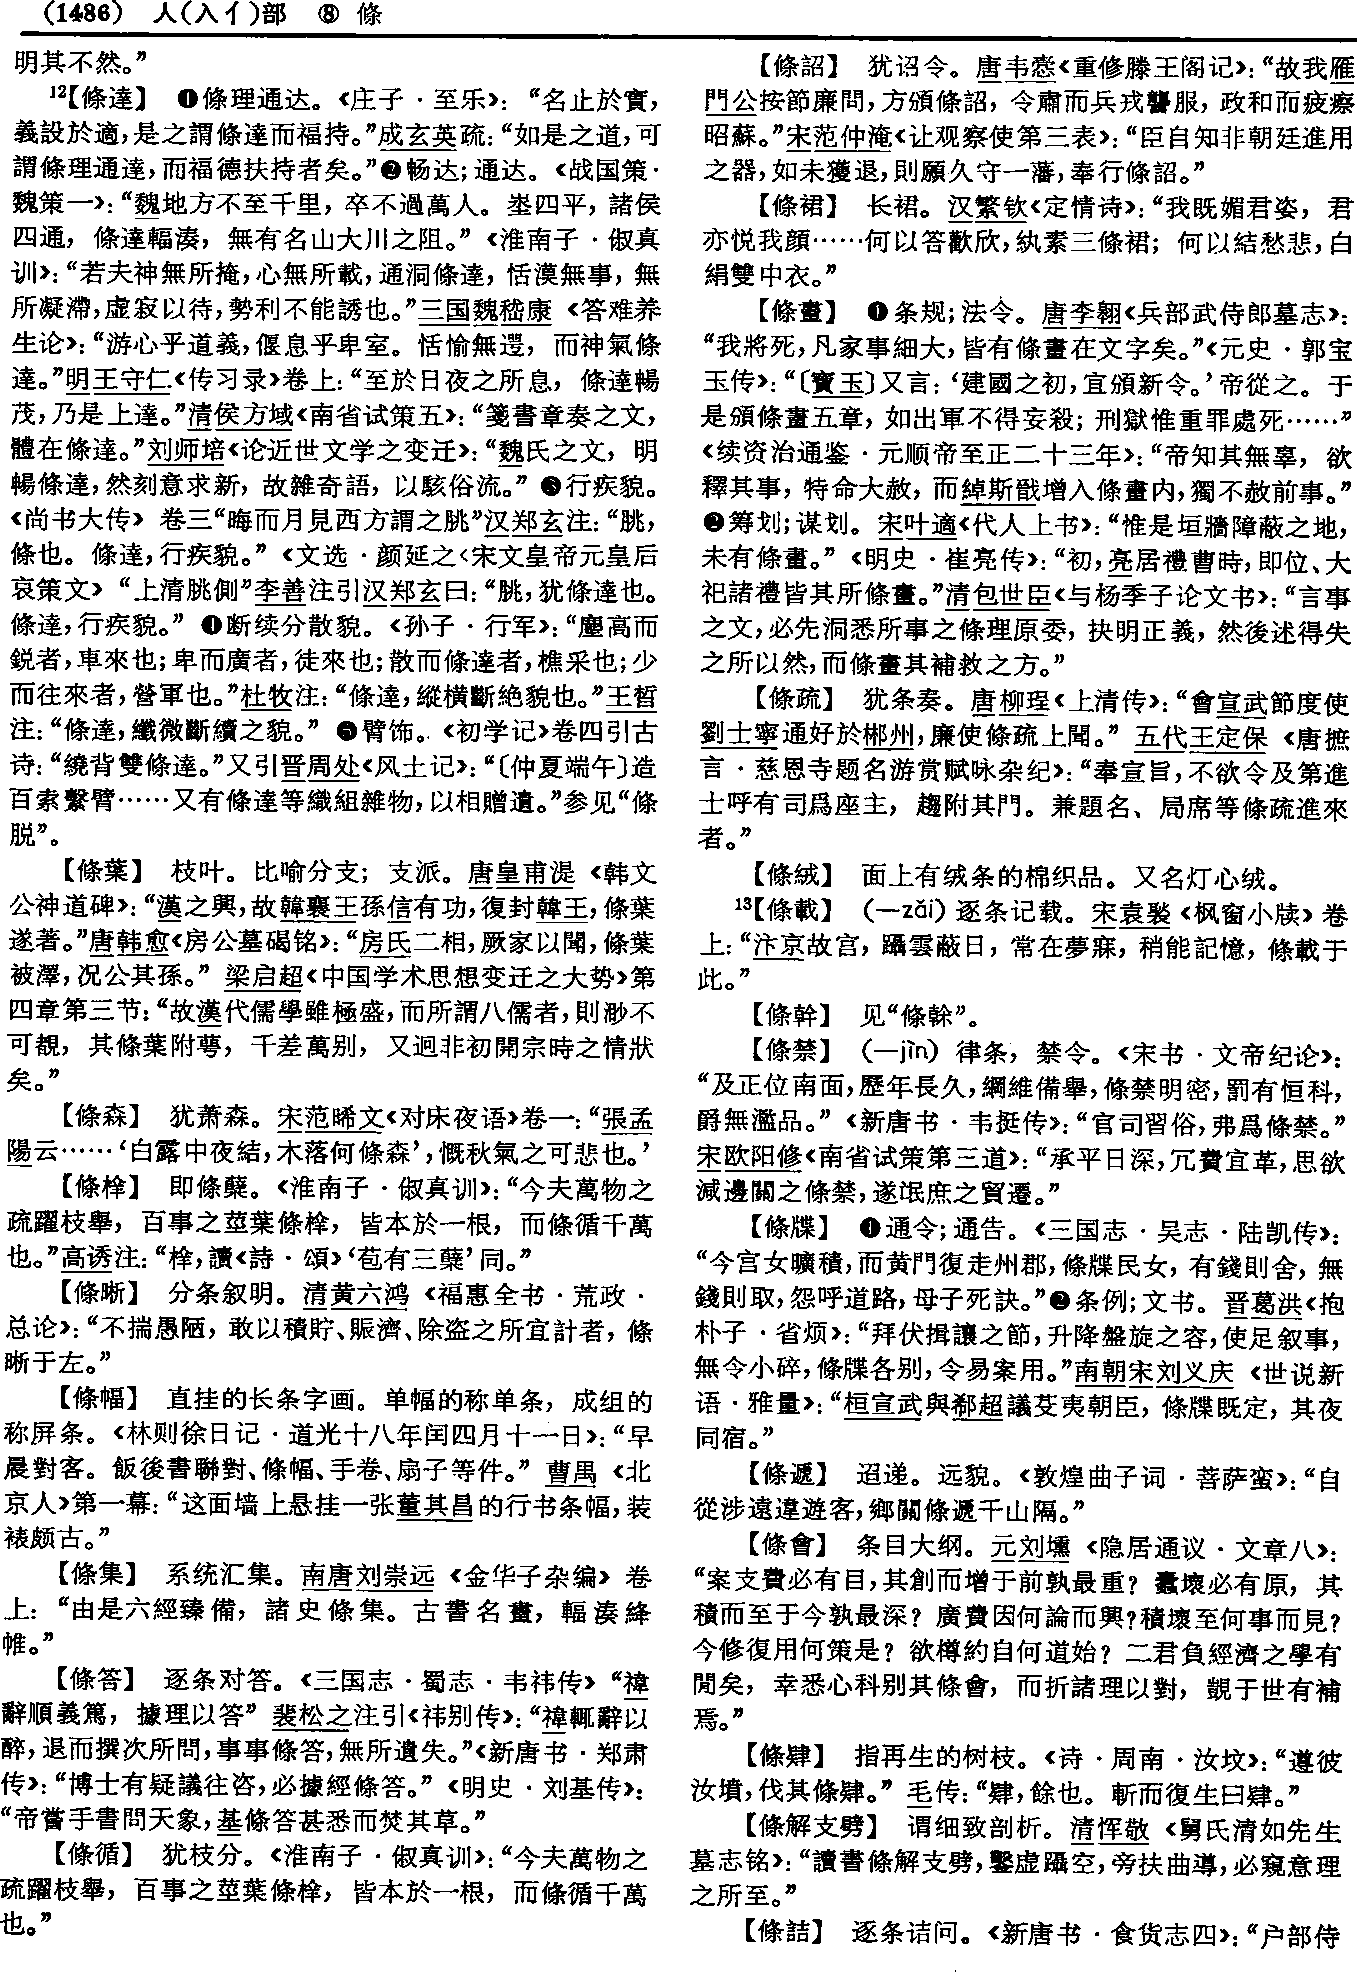 (1486) 人(入亻)部 ⑧ 條
明其不然。”
¹²【條達】 ❶條理通达。《庄子·至乐》：“名止於實，
義設於適，是之謂條達而福持。”成玄英疏：“如是之道，可
謂條理通達，而福德扶持者矣。”❷畅达；通达。《战国策·
魏策一》：“魏地方不至千里，卒不過萬人。埊四平，諸侯
四通，條達輻湊，無有名山大川之阻。”《淮南子·俶真
训》：“若夫神無所掩，心無所載，通洞條達，恬漠無事，無
所凝滯，虚寂以待，勢利不能誘也。”三国魏嵇康《答难养
生论》：“游心乎道義，偃息乎卑室。恬愉無遌，而神氣條
達。”明王守仁《传习录》卷上：“至於日夜之所息，條達暢
茂，乃是上達。”清侯方域《南省试策五》：“箋書章奏之文，
體在條達。”刘师培《论近世文学之变迁》：“魏氏之文，明
暢條達，然刻意求新，故雜奇語，以駭俗流。”❸行疾貌。
《尚书大传》卷三“晦而月見西方謂之朓”汉郑玄注：“朓，
條也。條達，行疾貌。”《文选·颜延之〈宋文皇帝元皇后
哀策文〉》“上清朓側”李善注引汉郑玄曰：“朓，犹條達也。
條達，行疾貌。”❹断续分散貌。《孙子·行军》：“塵高而
鋭者，車來也；卑而廣者，徒來也；散而條達者，樵采也；少
而往來者，營軍也。”杜牧注：“條達，縱横斷絶貌也。”王晳
注：“條達，纖微斷續之貌。”❺臂饰。《初学记》卷四引古
诗：“繞背雙條達。”又引晋周处《风土记》：“〔仲夏端午〕造
百索繫臂……又有條達等織組雜物，以相贈遺。”参见“條
脱”。
【條葉】 枝叶。比喻分支；支派。唐皇甫湜《韩文
公神道碑》：“漢之興，故韓襄王孫信有功，復封韓王，條葉
遂著。”唐韩愈《房公墓碣铭》：“房氏二相，厥家以聞，條葉
被澤，况公其孫。”梁启超《中国学术思想变迁之大势》第
四章第三节：“故漢代儒學雖極盛，而所謂八儒者，則渺不
可覩，其條葉附萼，千差萬别，又迥非初開宗時之情狀
矣。”
【條森】 犹萧森。宋范晞文《对床夜语》卷一：“張孟
陽云……‘白露中夜結，木落何條森’，慨秋氣之可悲也。’
【條榟】 即條蘖。《淮南子·俶真训》：“今夫萬物之
疏躍枝舉，百事之莖葉條榟，皆本於一根，而條循千萬
也。”高诱注：“榟，讀《詩·頌》‘苞有三蘖’同。”
【條晰】 分条叙明。清黄六鸿《福惠全书·荒政·
总论》：“不揣愚陋，敢以積貯、賑濟、除盗之所宜計者，條
晰于左。”
【條幅】 直挂的长条字画。单幅的称单条，成组的
称屏条。《林则徐日记·道光十八年闰四月十一日》：“早
晨對客。飯後書聯對、條幅、手卷、扇子等件。”曹禺《北
京人》第一幕：“这面墙上悬挂一张董其昌的行书条幅，装
裱颇古。”
【條集】 系统汇集。南唐刘崇远《金华子杂编》卷
上：“由是六經臻備，諸史條集。古書名畫，輻湊絳
帷。”
【條答】 逐条对答。《三国志·蜀志·韦祎传》“禕
辭順義篤，據理以答”裴松之注引《祎别传》：“禕輒辭以
醉，退而撰次所問，事事條答，無所遺失。”《新唐书·郑肃
传》：“博士有疑議往咨，必據經條答。”《明史·刘基传》：
“帝嘗手書問天象，基條答甚悉而焚其草。”
【條循】 犹枝分。《淮南子·俶真训》：“今夫萬物之
疏躍枝舉，百事之莖葉條榟，皆本於一根，而條循千萬
也。”
【條詔】 犹诏令。唐韦悫《重修滕王阁记》：“故我雁
門公按節廉問，方頒條詔，令肅而兵戎讋服，政和而疲瘵
昭蘇。”宋范仲淹《让观察使第三表》：“臣自知非朝廷進用
之器，如未獲退，則願久守一藩，奉行條詔。”
【條裙】 长裙。汉繁钦《定情诗》：“我既媚君姿，君
亦悦我顔……何以答歡欣，紈素三條裙；何以結愁悲，白
絹雙中衣。”
【條畫】 ❶条规；法令。唐李翱《兵部武侍郎墓志》：
“我將死，凡家事細大，皆有條畫在文字矣。”《元史·郭宝
玉传》：“〔寶玉〕又言：‘建國之初，宜頒新令。’帝從之。于
是頒條畫五章，如出軍不得妄殺；刑獄惟重罪處死……”
《续资治通鉴·元顺帝至正二十三年》：“帝知其無辜，欲
釋其事，特命大赦，而綽斯戩增入條畫内，獨不赦前事。”
❷筹划；谋划。宋叶適《代人上书》：“惟是垣牆障蔽之地，
未有條畫。”《明史·崔亮传》：“初，亮居禮曹時，即位、大
祀諸禮皆其所條畫。”清包世臣《与杨季子论文书》：“言事
之文，必先洞悉所事之條理原委，抉明正義，然後述得失
之所以然，而條畫其補救之方。”
【條疏】 犹条奏。唐柳珵《上清传》：“會宣武節度使
劉士寧通好於郴州，廉使條疏上聞。”五代王定保《唐摭
言·慈恩寺题名游赏赋咏杂纪》：“奉宣旨，不欲令及第進
士呼有司爲座主，趨附其門。兼題名、局席等條疏進來
者。”
【條絨】 面上有绒条的棉织品。又名灯心绒。
¹³【條載】 （—zǎi）逐条记载。宋袁褧《枫窗小牍》卷
上：“汴京故宫，躡雲蔽日，常在夢寐，稍能記憶，條載于
此。”
【條幹】 见“條榦”。
【條禁】 （—jìn）律条，禁令。《宋书·文帝纪论》：
“及正位南面，歷年長久，綱維備舉，條禁明密，罰有恒科，
爵無濫品。”《新唐书·韦挺传》：“官司習俗，弗爲條禁。”
宋欧阳修《南省试策第三道》：“承平日深，冗費宜革，思欲
減邊關之條禁，遂氓庶之貿遷。”
【條牒】 ❶通令；通告。《三国志·吴志·陆凯传》：
“今宫女曠積，而黄門復走州郡，條牒民女，有錢則舍，無
錢則取，怨呼道路，母子死訣。”❷条例；文书。晋葛洪《抱
朴子·省烦》：“拜伏揖讓之節，升降盤旋之容，使足叙事，
無令小碎，條牒各别，令易案用。”南朝宋刘义庆《世说新
语·雅量》：“桓宣武與郗超議芟夷朝臣，條牒既定，其夜
同宿。”
【條遞】 迢递。远貌。《敦煌曲子词·菩萨蛮》：“自
從涉遠違遊客，鄉關條遞千山隔。”
【條會】 条目大纲。元刘壎《隐居通议·文章八》：
“案支費必有目，其創而增于前孰最重？蠹壞必有原，其
積而至于今孰最深？廣費因何論而興？積壞至何事而見？
今修復用何策是？欲樽約自何道始？二君負經濟之學有
聞矣，幸悉心科别其條會，而折諸理以對，覬于世有補
焉。”
【條肄】 指再生的树枝。《诗·周南·汝坟》：“遵彼
汝墳，伐其條肄。”毛传：“肄，餘也。斬而復生曰肄。”
【條解支劈】 谓细致剖析。清恽敬《舅氏清如先生
墓志铭》：“讀書條解支劈，鑿虚躡空，旁扶曲導，必窺意理
之所至。”
【條詰】 逐条诘问。《新唐书·食货志四》：“户部侍